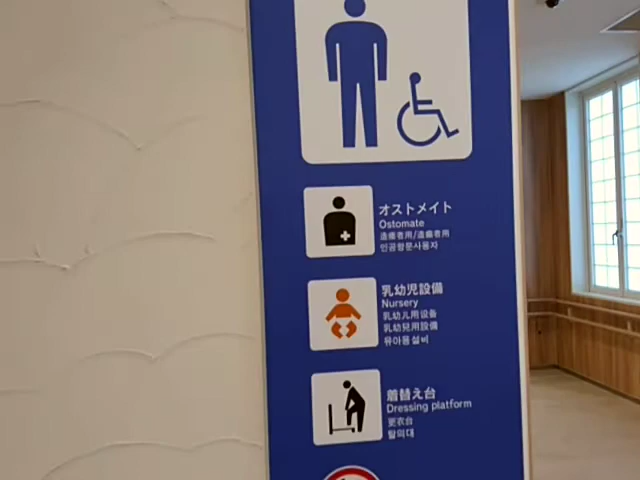 オストメイト
Ostomate
造瘘者用/造瘻者用
인공항문사용자
乳幼児設備
Nursery
乳幼儿用设备
乳幼兒用設備
유아용설비
着替え台
Dressing platform
更衣台
탈의대